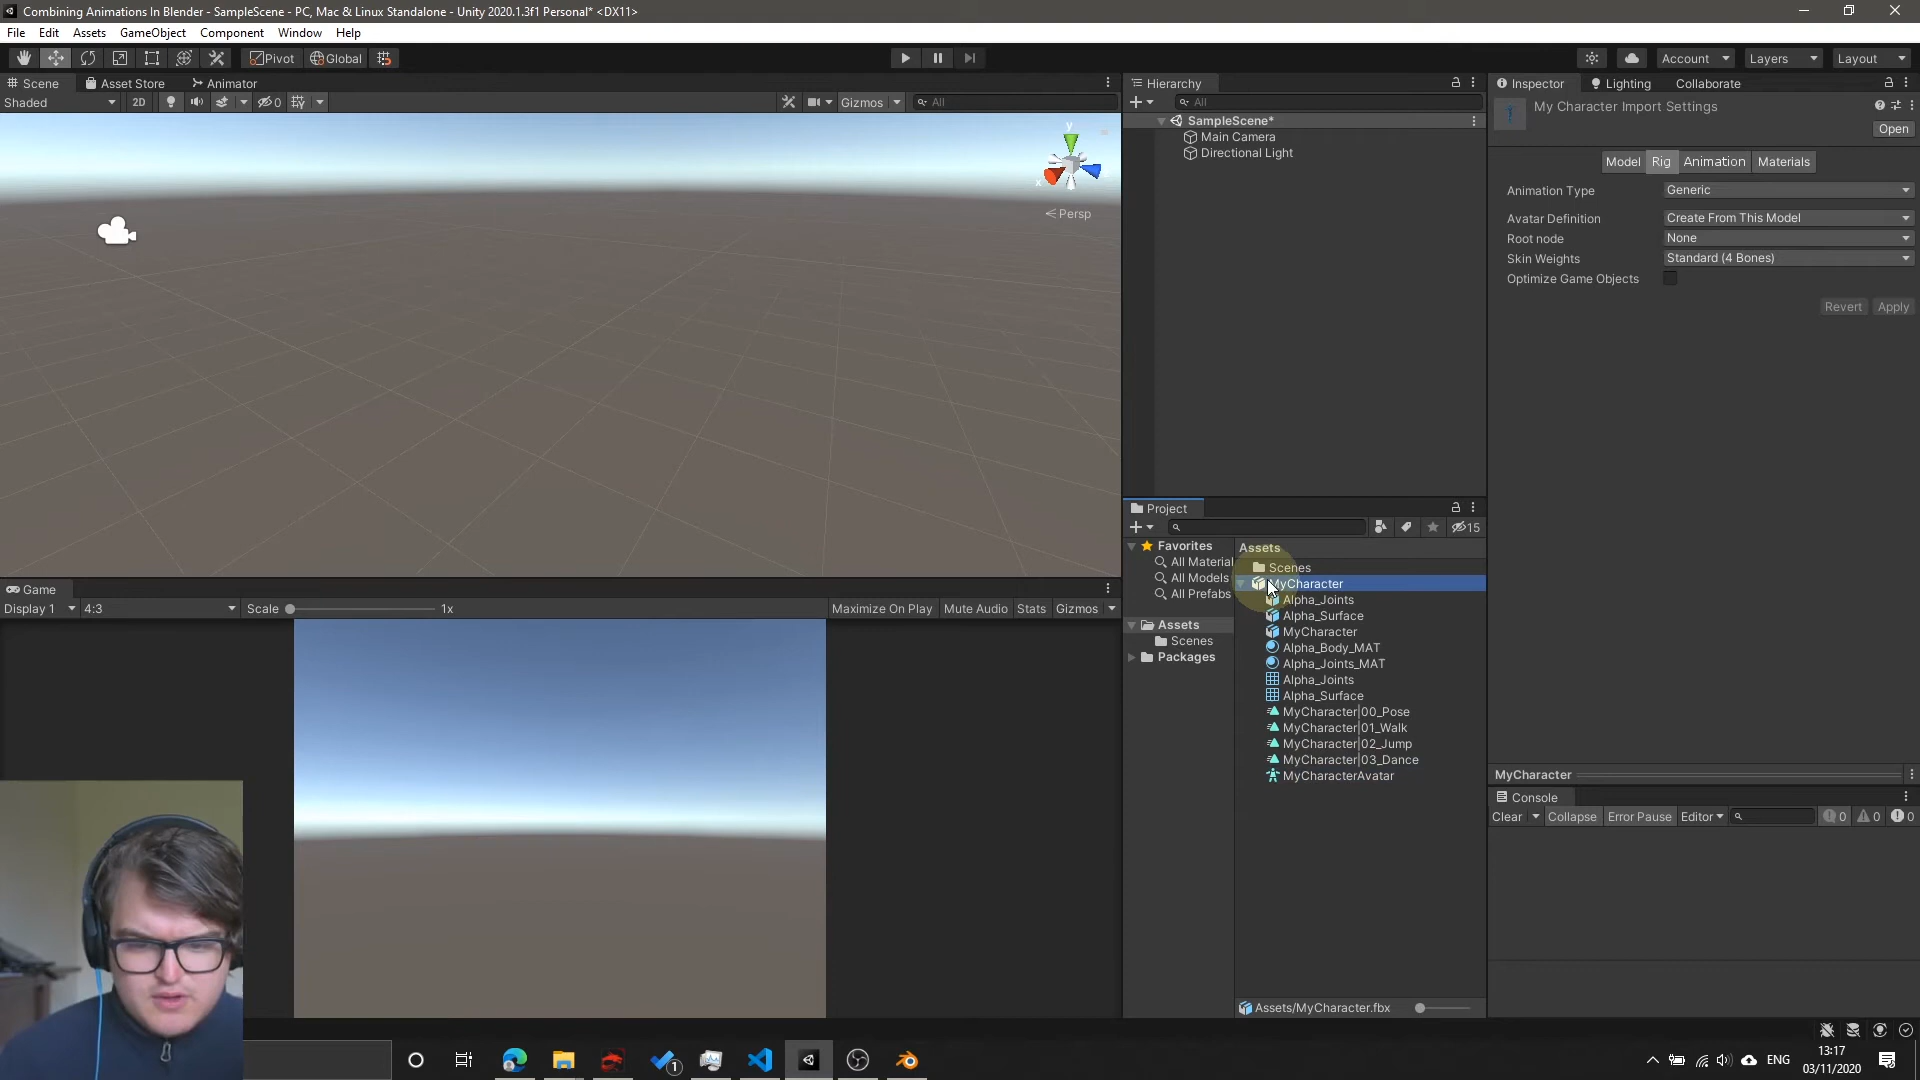 Combining Animations In Blender - SampleScene - PC, Mac & Linux Standalone - Unity 2020.1.3f1 Personal* <DX11>
File Edit Assets GameObject Component Window Help
Pivot Global Account Layers Layout
Scene Asset Store Animator
Shaded 2D 0 Gizmos All
y
x
Persp
Hierarchy
All
SampleScene*
Main Camera
Directional Light
Inspector Lighting Collaborate
My Character Import Settings
Open
Model Rig Animation Materials
Animation Type Generic
Avatar Definition Create From This Model
Root node None
Skin Weights Standard (4 Bones)
Optimize Game Objects
Revert Apply
Game
Display 1 4:3 Scale 1x Maximize On Play Mute Audio Stats Gizmos
Project
15
Favorites
All Material
All Models
All Prefabs
Assets
Scenes
Packages
Assets
Scenes
MyCharacter
Alpha_Joints
Alpha_Surface
MyCharacter
Alpha_Body_MAT
Alpha_Joints_MAT
Alpha_Joints
Alpha_Surface
MyCharacter|00_Pose
MyCharacter|01_Walk
MyCharacter|02_Jump
MyCharacter|03_Dance
MyCharacterAvatar
Assets/MyCharacter.fbx
MyCharacter
Console
Clear Collapse Error Pause Editor 0 0 0
1
ENG
13:17
03/11/2020